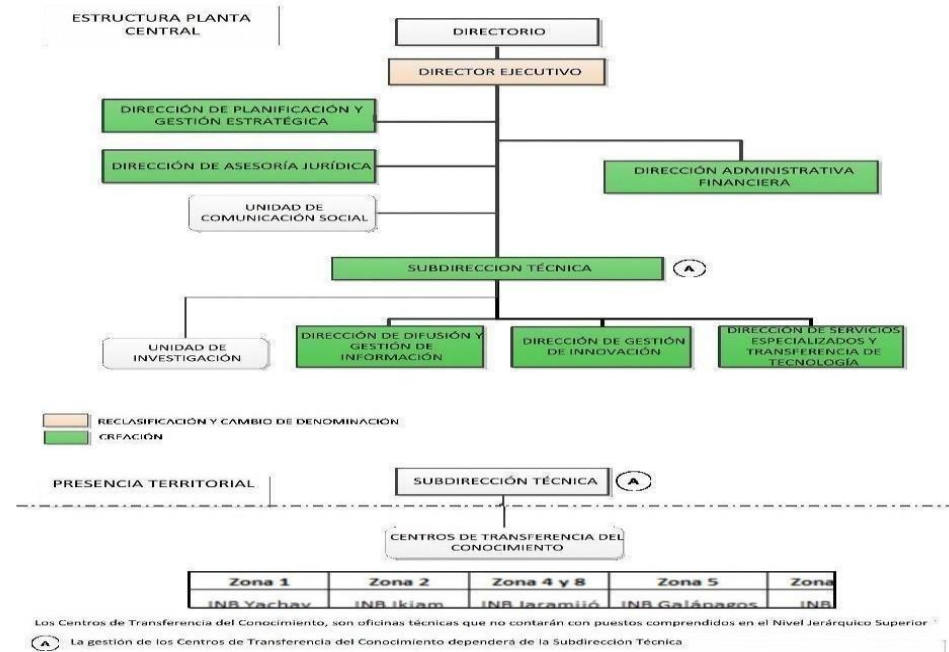 ESTRUCTURA PLANTA
CENTRAL
DIRECTORIO
DIRECTOR EJECUTIVO
DIRECCIÓN DE PLANIFICACIÓN Y
GESTIÓN ESTRATÉGICA
DIRECCIÓN DE ASESORÍA JURÍDICA
DIRECCIÓN ADMINISTRATIVA
FINANCIERA
UNIDAD DE
COMUNICACIÓN SOCIAL
SUBDIRECCION TÉCNICA
A
UNIDAD DE
INVESTIGACIÓN
DIRECCIÓN DE DIFUSIÓN Y
GESTIÓN DE
INFORMACIÓN
DIRECCIÓN DE GESTIÓN
DE INNOVACIÓN
DIRECCIÓN DE SERVICIOS
ESPECIALIZADOS Y
TRANSFERENCIA DE
TECNOLOGÍA
RECLASIFICACIÓN Y CAMBIO DE DENOMINACIÓN
CREACIÓN
PRESENCIA TERRITORIAL
SUBDIRECCIÓN TÉCNICA
A
CENTROS DE TRANSFERENCIA DEL
CONOCIMIENTO
Zona 1 Zona 2 Zona 4 y 8 Zona 5 Zona
INB Yachay INB Ikiam INB Jaramijó INB Galápagos INB
Los Centros de Transferencia del Conocimiento, son oficinas técnicas que no contarán con puestos comprendidos en el Nivel Jerárquico Superior
A La gestión de los Centros de Transferencia del Conocimiento dependerá de la Subdirección Técnica